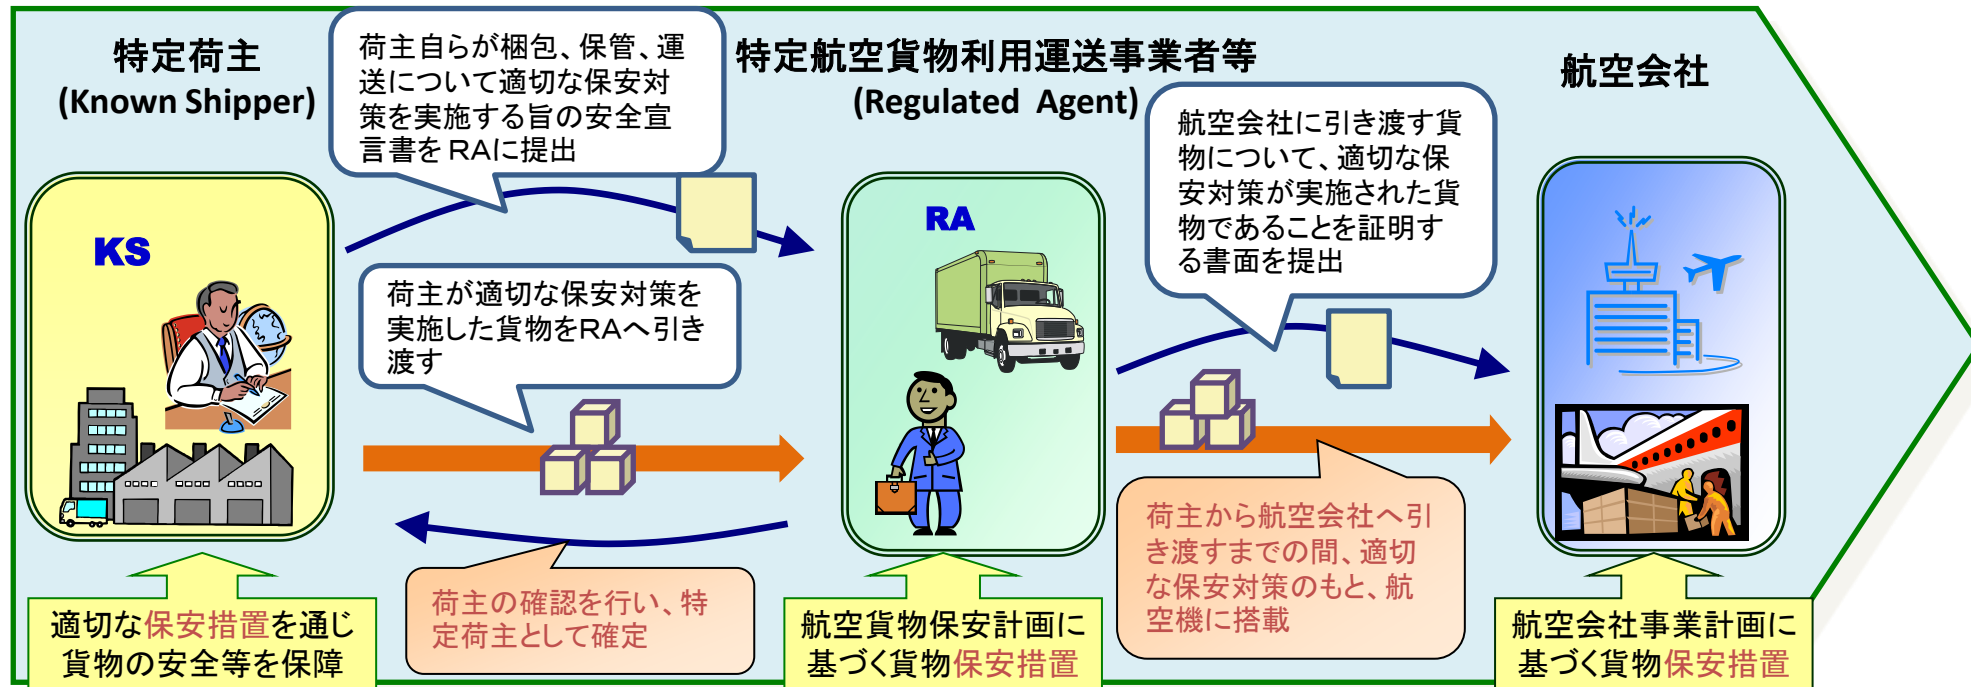 特定荷主
(Known Shipper)
荷主自らが梱包、保管、運
送について適切な保安対
策を実施する旨の安全宣
言書をRAに提出
特定航空貨物利用運送事業者等
(Regulated Agent)
航空会社
航空会社に引き渡す貨
物について、適切な保
安対策が実施された貨
物であることを証明す
る書面を提出
KS
RA
荷主が適切な保安対策を
実施した貨物をRAへ引き
渡す
荷主の確認を行い、特
定荷主として確定
荷主から航空会社へ引
き渡すまでの間、適切
な保安対策のもと、航
空機に搭載
適切な保安措置を通じ
貨物の安全等を保障
航空貨物保安計画に
基づく貨物保安措置
航空会社事業計画に
基づく貨物保安措置